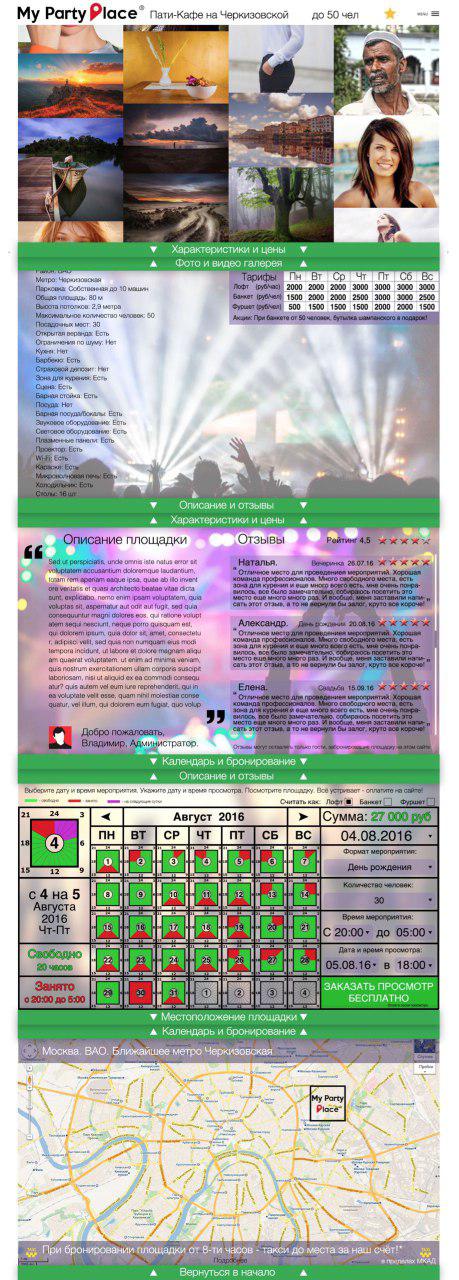 My Party Place® Пати-Кафе на Черкизовской до 50 чел MENU
Характеристики и цены
Фото и видео галерея
Район: ВАО
Метро: Черкизовская
Парковка: Собственная до 10 машин
Общая площадь: 80 м
Высота потолков: 2,9 метра
Максимальное количество человек: 50
Посадочных мест: 30
Открытая веранда: Есть
Ограничения по шуму: Нет
Кухня: Нет
Барбекю: Есть
Страховой депозит: Нет
Зона для курения: Есть
Сцена: Есть
Барная стойка: Есть
Посуда: Нет
Барная посуда/бокалы: Есть
Звуковое оборудование: Есть
Световое оборудование: Есть
Плазменные панели: Есть
Проектор: Есть
Wi-Fi: Есть
Караоке: Есть
Микроволновая печь: Есть
Холодильник: Есть
Столы: 16 шт
Тарифы Пн Вт Ср Чт Пт Сб Вс
Лофт (руб/час) 2000 2000 2000 3000 3000 3000 3000
Банкет (руб/чел) 1500 2000 2000 2500 3000 3000 2500
Фуршет (руб/чел) 500 1500 1500 1500 2000 2000 1500
Акции: При банкете от 50 человек, бутылка шампанского в подарок!
Описание и отзывы
Характеристики и цены
Описание площадки
Sed ut perspiciatis, unde omnis iste natus error sit
voluptatem accusantium doloremque laudantium,
totam rem aperiam eaque ipsa, quae ab illo invent
ore veritatis et quasi architecto beatae vitae dicta
sunt, explicabo. nemo enim ipsam voluptatem, quia
voluptas sit, aspernatur aut odit aut fugit, sed quia
consequuntur magni dolores eos, qui ratione volupt
atem sequi nesciunt, neque porro quisquam est,
qui dolorem ipsum, quia dolor sit, amet, consectetu
r, adipisci velit, sed quia non numquam eius modi
tempora incidunt, ut labore et dolore magnam aliqu
am quaerat voluptatem. ut enim ad minima veniam,
quis nostrum exercitationem ullam corporis suscipit
laboriosam, nisi ut aliquid ex ea commodi consequ
atur? quis autem vel eum iure reprehenderit, qui in
ea voluptate velit esse, quam nihil molestiae conse
quatur, vel illum, qui dolorem eum fugiat, quo volup
Добро пожаловать,
Владимир, Администратор.
Отзывы Рейтинг 4.5
Наталья. Вечеринка 26.07.16
" Отличное место для проведения мероприятий. Хорошая
команда профессионалов. Много свободного места, есть
зона для курения и еще много всего есть, мне очень понра-
вилось, все было замечательно, собираюсь посетить это
место еще много много раз. И вообще, меня заставили напи-
сать этот отзыв, а то не вернули бы залог, круто все короче! "
Александр. День рождения 20.08.16
" Отличное место для проведения мероприятий. Хорошая
команда профессионалов. Много свободного места, есть
зона для курения и еще много всего есть, мне очень понра-
вилось, все было замечательно, собираюсь посетить это
место еще много много раз. И вообще, меня заставили напи-
сать этот отзыв, а то не вернули бы залог, круто все короче! "
Елена. Свадьба 15.09.16
" Отличное место для проведения мероприятий. Хорошая
команда профессионалов. Много свободного места, есть
зона для курения и еще много всего есть, мне очень понра-
вилось, все было замечательно, собираюсь посетить это
место еще много много раз. И вообще, меня заставили напи-
сать этот отзыв, а то не вернули бы залог, круто все короче! "
Отзывы могут оставлять только гости, забронировавшие площадку на этом сайте
Календарь и бронирование
Описание и отзывы
Выберите дату и время мероприятия. Укажите дату и время просмотра. Посмотрите площадку. Всё устривает - оплатите на сайте!
- свободно - занято - на следующие сутки Считать как: Лофт Банкет Фуршет
21 24 3
18 4 6
15 12 9
с 4 на 5
Августа
2016
Чт-Пт
Свободно
20 часов
Занято
с 20:00 до 5:00
Август 2016
ПН ВТ СР ЧТ ПТ СБ ВС
1 2 3 4 5 6 7
8 9 10 11 12 13 14
15 16 17 18 19 20 21
22 23 24 25 26 27 28
29 30 31 1 2 3 4
Сумма: 27 000 руб
04.08.2016
Формат мероприятия:
День рождения
Количество человек:
30
Время мероприятия:
С 20:00 до 05:00
Дата и время просмотра:
05.08.16 в 18:00
ЗАКАЗАТЬ ПРОСМОТР
БЕСПЛАТНО
Местоположение площадки
Календарь и бронирование
Москва. ВАО. Ближайшее метро Черкизовская
Спутник
Пробки
My Party
Place
При бронировании площадки от 8-ти часов - такси до места за наш счёт!*
Подробнее
в пределах МКАД
Вернуться в начало